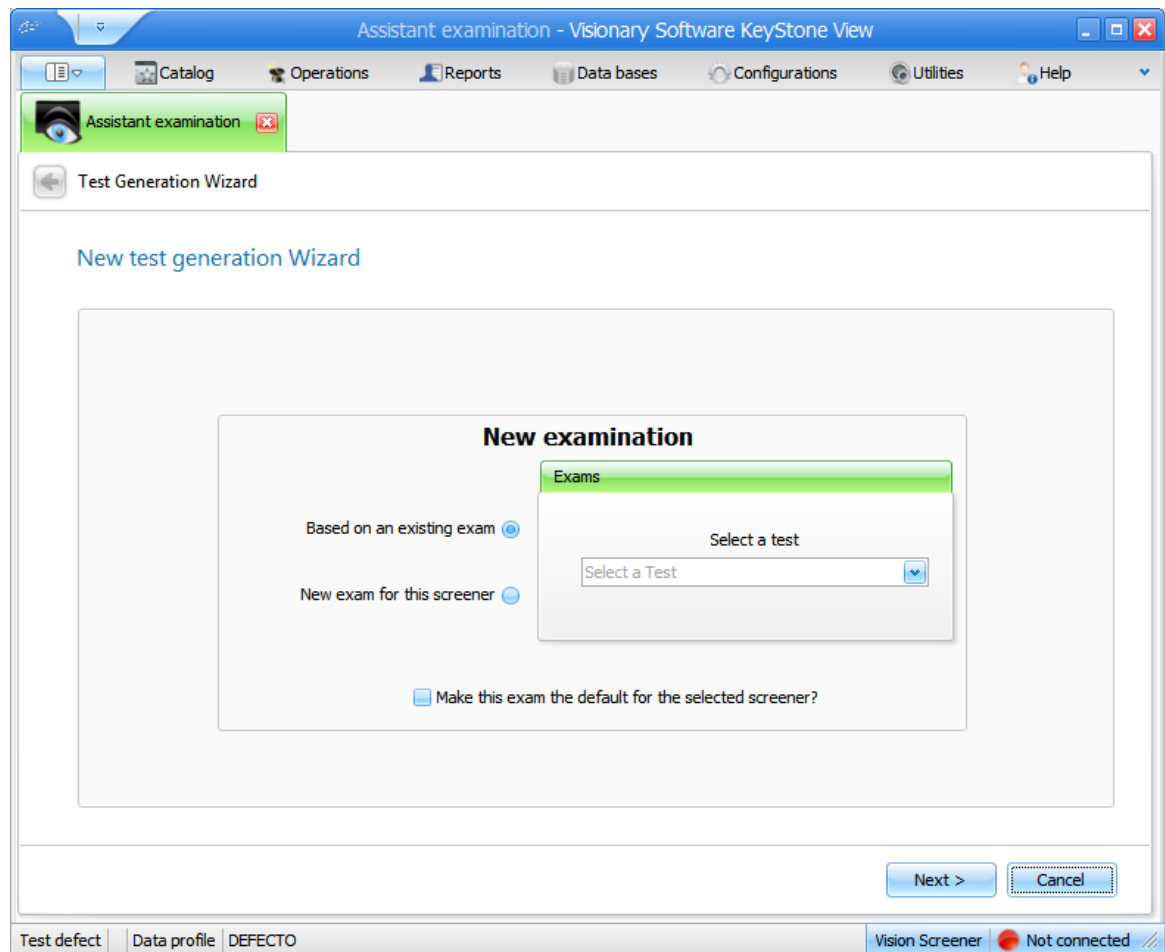 Assistant examination - Visionary Software KeyStone View
Catalog Operations Reports Data bases Configurations Utilities Help
Assistant examination
Test Generation Wizard
New test generation Wizard
New examination
Exams
Based on an existing exam
Select a test
Select a Test
New exam for this screener
Make this exam the default for the selected screener?
Next > Cancel
Test defect Data profile DEFECTO Vision Screener Not connected